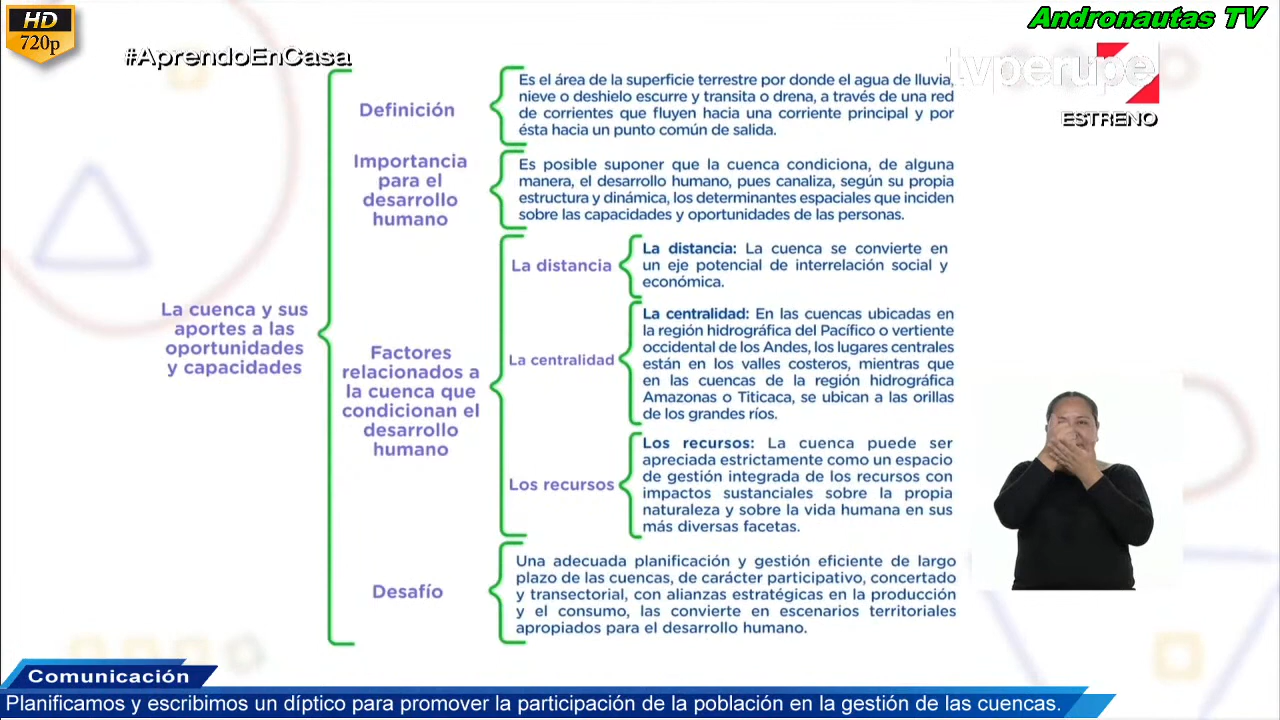 HD
720p
Andronautas TV
#AprendoEnCasa
tvperu.pe
ESTRENO
La cuenca y sus
aportes a las
oportunidades
y capacidades
Definición
Es el área de la superficie terrestre por donde el agua de lluvia,
nieve o deshielo escurre y transita o drena, a través de una red
de corrientes que fluyen hacia una corriente principal y por
ésta hacia un punto común de salida.
Importancia
para el
desarrollo
humano
Es posible suponer que la cuenca condiciona, de alguna
manera, el desarrollo humano, pues canaliza, según su propia
estructura y dinámica, los determinantes espaciales que inciden
sobre las capacidades y oportunidades de las personas.
Factores
relacionados a
la cuenca que
condicionan el
desarrollo
humano
La distancia
La distancia: La cuenca se convierte en
un eje potencial de interrelación social y
económica.
La centralidad
La centralidad: En las cuencas ubicadas en
la región hidrográfica del Pacífico o vertiente
occidental de los Andes, los lugares centrales
están en los valles costeros, mientras que
en las cuencas de la región hidrográfica
Amazonas o Titicaca, se ubican a las orillas
de los grandes ríos.
Los recursos
Los recursos: La cuenca puede ser
apreciada estrictamente como un espacio
de gestión integrada de los recursos con
impactos sustanciales sobre la propia
naturaleza y sobre la vida humana en sus
más diversas facetas.
Desafío
Una adecuada planificación y gestión eficiente de largo
plazo de las cuencas, de carácter participativo, concertado
y transectorial, con alianzas estratégicas en la producción
y el consumo, las convierte en escenarios territoriales
apropiados para el desarrollo humano.
Comunicación
Planificamos y escribimos un díptico para promover la participación de la población en la gestión de las cuencas.